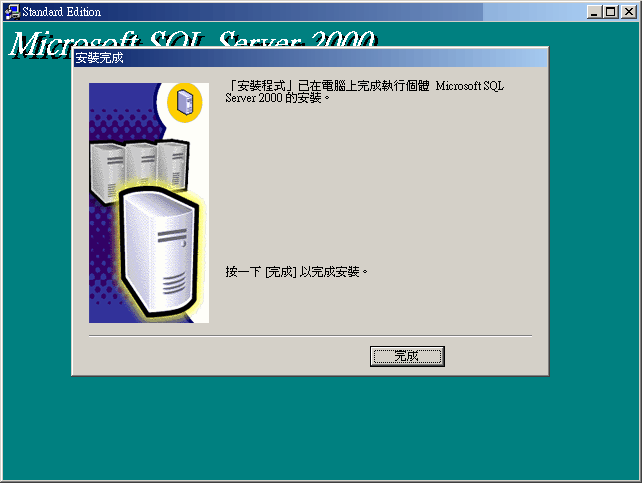 Standard Edition
Microsoft SQL Server 2000
安裝完成
「安裝程式」已在電腦上完成執行個體 Microsoft SQL
Server 2000 的安裝。
按一下 [完成] 以完成安裝。
完成